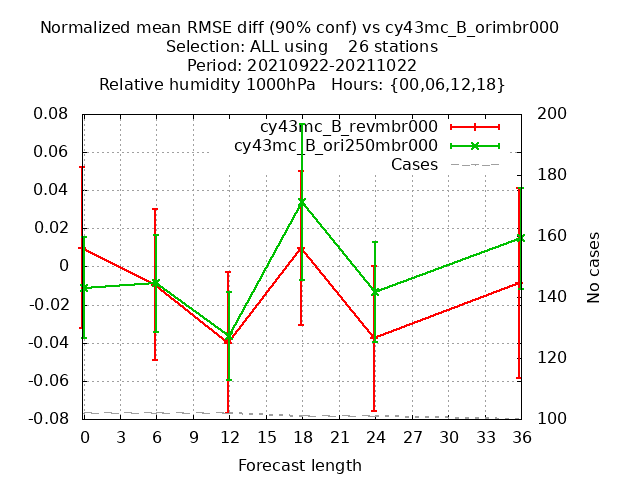 Normalized mean RMSE diff (90% conf) vs cy43mc_B_orimbr000
Selection: ALL using    26 stations
Period: 20210922-20211022
Relative humidity 1000hPa   Hours: {00,06,12,18}
cy43mc_B_revmbr000
cy43mc_B_ori250mbr000
Cases
0.08
0.06
0.04
0.02
0
-0.02
-0.04
-0.06
-0.08
200
180
160
140
120
100
No cases
0 3 6 9 12 15 18 21 24 27 30 33 36
Forecast length